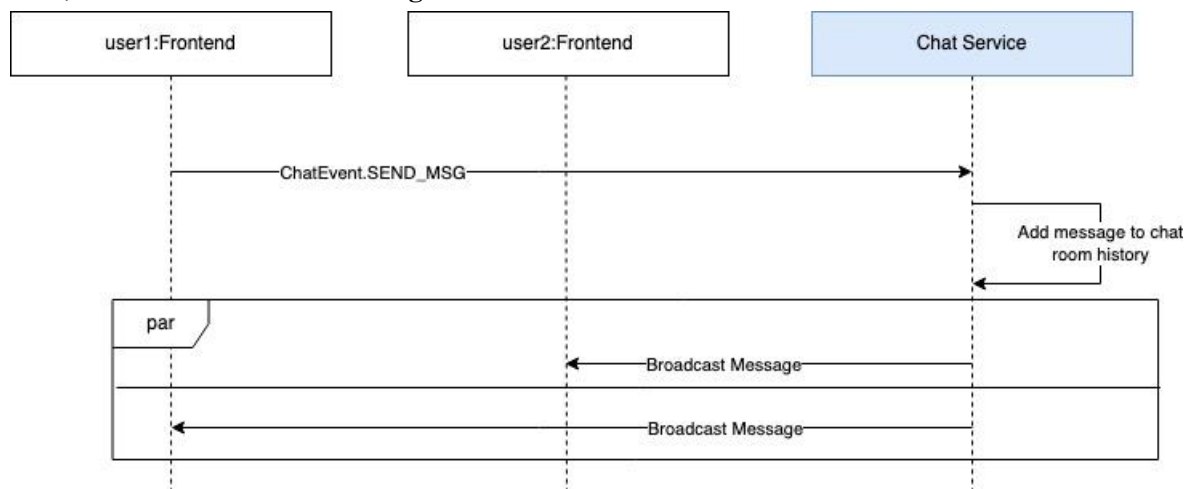 user1:Frontend
user2:Frontend
Chat Service
ChatEvent.SEND_MSG
Add message to chat
room history
par
Broadcast Message
Broadcast Message